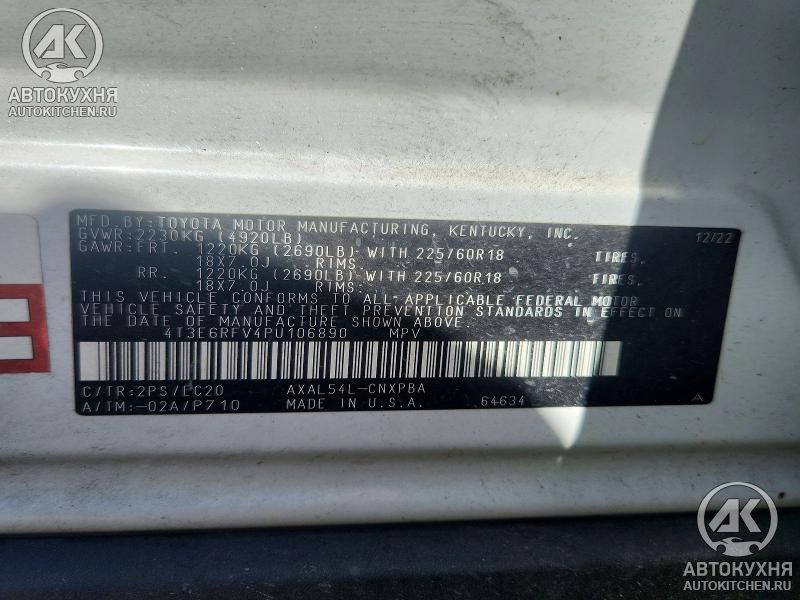 AK
АВТОКУХНЯ
AUTOKITCHEN.RU
MFD. BY: TOYOTA MOTOR MANUFACTURING, KENTUCKY, INC.
GVWR: 2230KG (4920LB) 12/22
GAWR: FRT. 1220KG (2690LB) WITH 225/60R18 TIRES,
18X7.0J RIMS,
RR. 1220KG (2690LB) WITH 225/60R18 TIRES,
18X7.0J RIMS,
THIS VEHICLE CONFORMS TO ALL APPLICABLE FEDERAL MOTOR
VEHICLE SAFETY AND THEFT PREVENTION STANDARDS IN EFFECT ON
THE DATE OF MANUFACTURE SHOWN ABOVE.
4T3E6RFV4PU106890 MPV
C/TR: 2PS/EC20 AXAL54L-CNXPBA
A/TM: -02A/P710 MADE IN U.S.A. 64634 A
AK
АВТОКУХНЯ
AUTOKITCHEN.RU